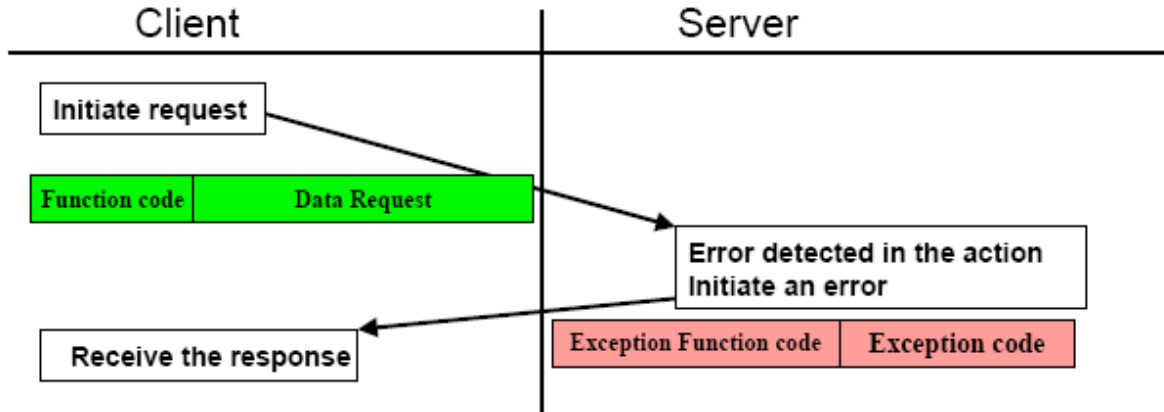 Client
Server
Initiate request
Function code
Data Request
Error detected in the action
Initiate an error
Exception Function code
Exception code
Receive the response